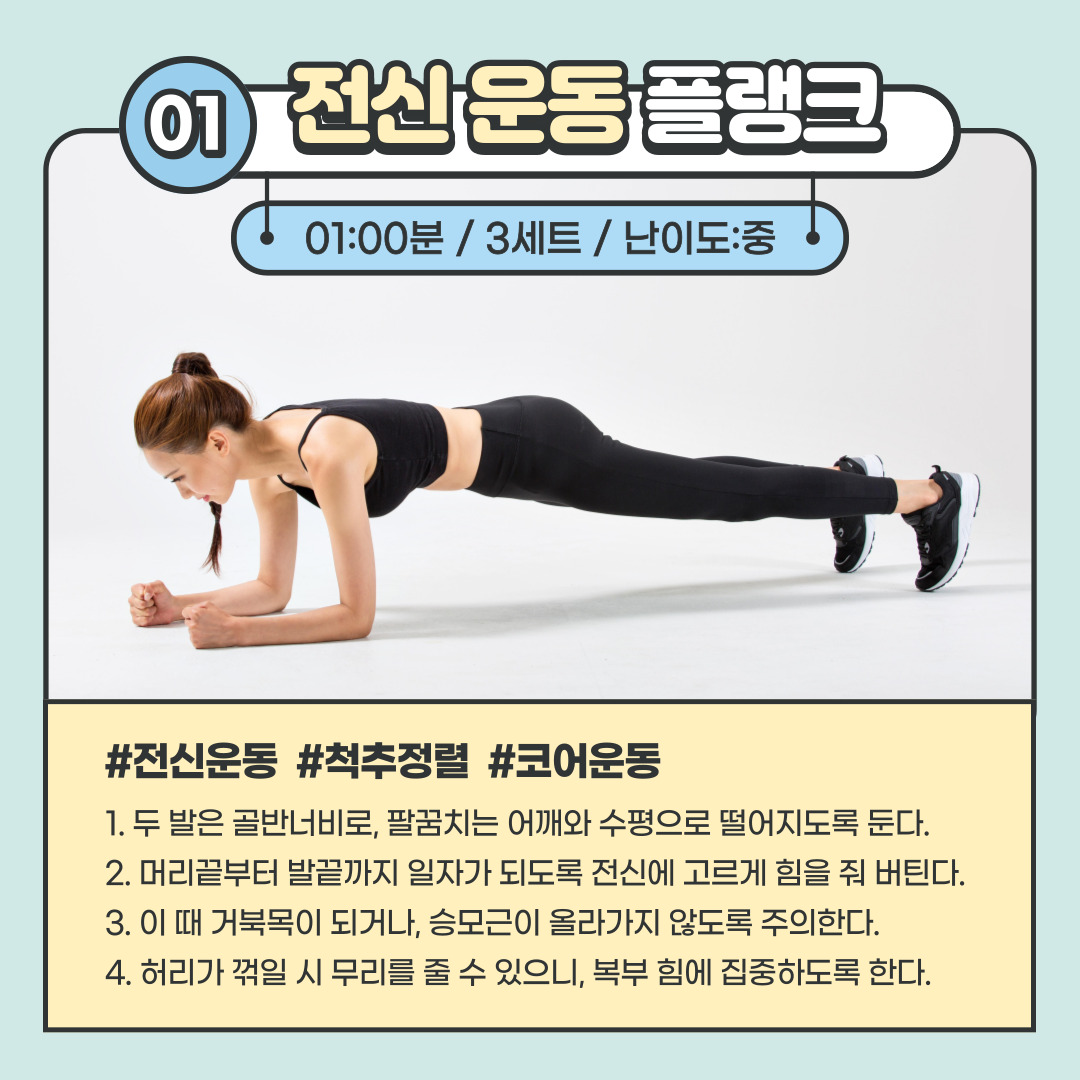 01 전신 운동 플랭크
01:00분 / 3세트 / 난이도:중
#전신운동 #척추정렬 #코어운동
1. 두 발은 골반너비로, 팔꿈치는 어깨와 수평으로 떨어지도록 둔다.
2. 머리끝부터 발끝까지 일자가 되도록 전신에 고르게 힘을 줘 버틴다.
3. 이 때 거북목이 되거나, 승모근이 올라가지 않도록 주의한다.
4. 허리가 꺾일 시 무리를 줄 수 있으니, 복부 힘에 집중하도록 한다.